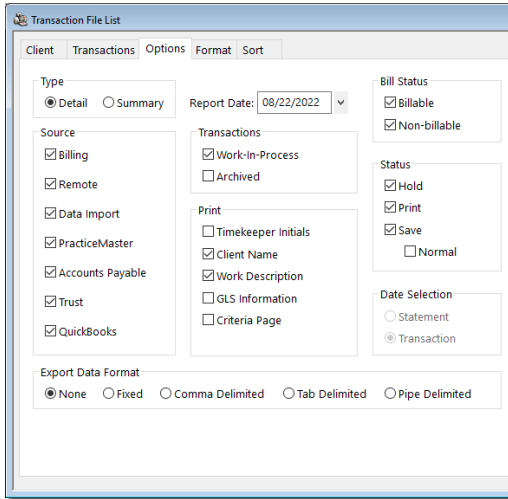 Transaction File List
Client Transactions Options Format Sort
Type
Detail Summary
Report Date: 08/22/2022
Bill Status
Billable
Non-billable
Source
Billing
Remote
Data Import
PracticeMaster
Accounts Payable
Trust
QuickBooks
Transactions
Work-In-Process
Archived
Print
Timekeeper Initials
Client Name
Work Description
GLS Information
Criteria Page
Status
Hold
Print
Save
Normal
Date Selection
Statement
Transaction
Export Data Format
None Fixed Comma Delimited Tab Delimited Pipe Delimited